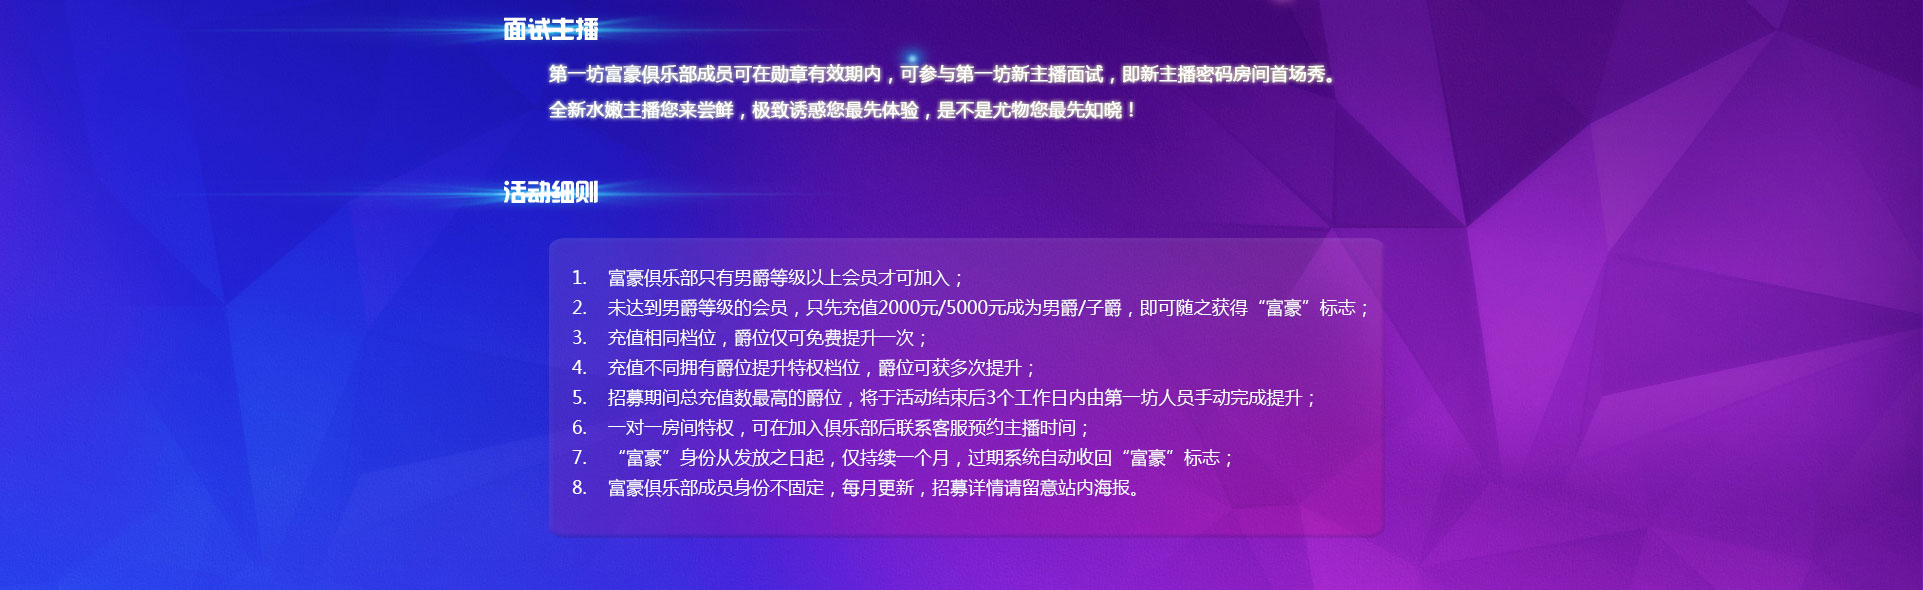 面试主播
第一坊富豪俱乐部成员可在勋章有效期内，可参与第一坊新主播面试，即新主播密码房间首场秀。
全新水嫩主播您来尝鲜，极致诱惑您最先体验，是不是尤物您最先知晓！
活动细则
1. 富豪俱乐部只有男爵等级以上会员才可加入；
2. 未达到男爵等级的会员，只先充值2000元/5000元成为男爵/子爵，即可随之获得“富豪”标志；
3. 充值相同档位，爵位仅可免费提升一次；
4. 充值不同拥有爵位提升特权档位，爵位可获多次提升；
5. 招募期间总充值数最高的爵位，将于活动结束后3个工作日内由第一坊人员手动完成提升；
6. 一对一房间特权，可在加入俱乐部后联系客服预约主播时间；
7. “富豪”身份从发放之日起，仅持续一个月，过期系统自动收回“富豪”标志；
8. 富豪俱乐部成员身份不固定，每月更新，招募详情请留意站内海报。